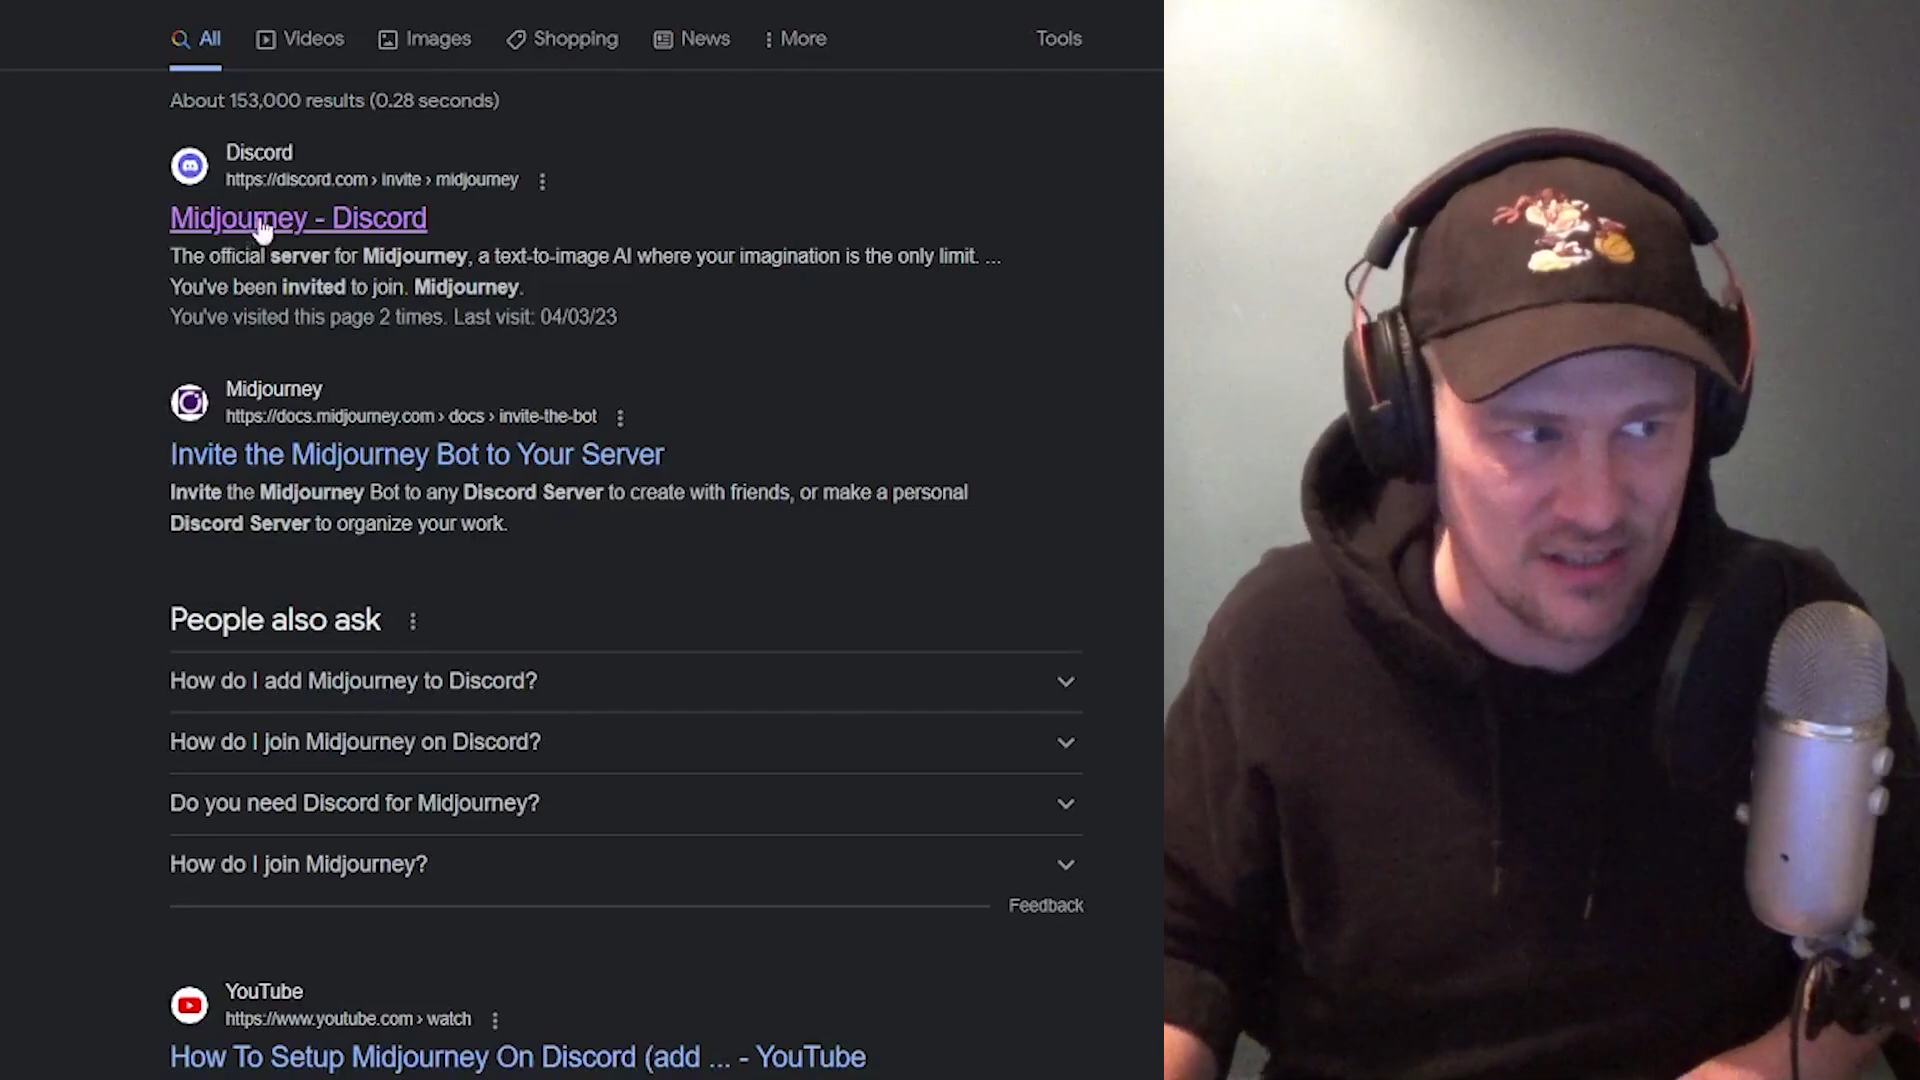 All
Videos
Images
Shopping
News
More
Tools
About 153,000 results (0.28 seconds)
Discord
https://discord.com › invite › midjourney
Midjourney - Discord
The official server for Midjourney, a text-to-image AI where your imagination is the only limit. ...
You've been invited to join. Midjourney.
You've visited this page 2 times. Last visit: 04/03/23
Midjourney
https://docs.midjourney.com › docs › invite-the-bot
Invite the Midjourney Bot to Your Server
Invite the Midjourney Bot to any Discord Server to create with friends, or make a personal
Discord Server to organize your work.
People also ask
How do I add Midjourney to Discord?
How do I join Midjourney on Discord?
Do you need Discord for Midjourney?
How do I join Midjourney?
Feedback
YouTube
https://www.youtube.com › watch
How To Setup Midjourney On Discord (add ... - YouTube